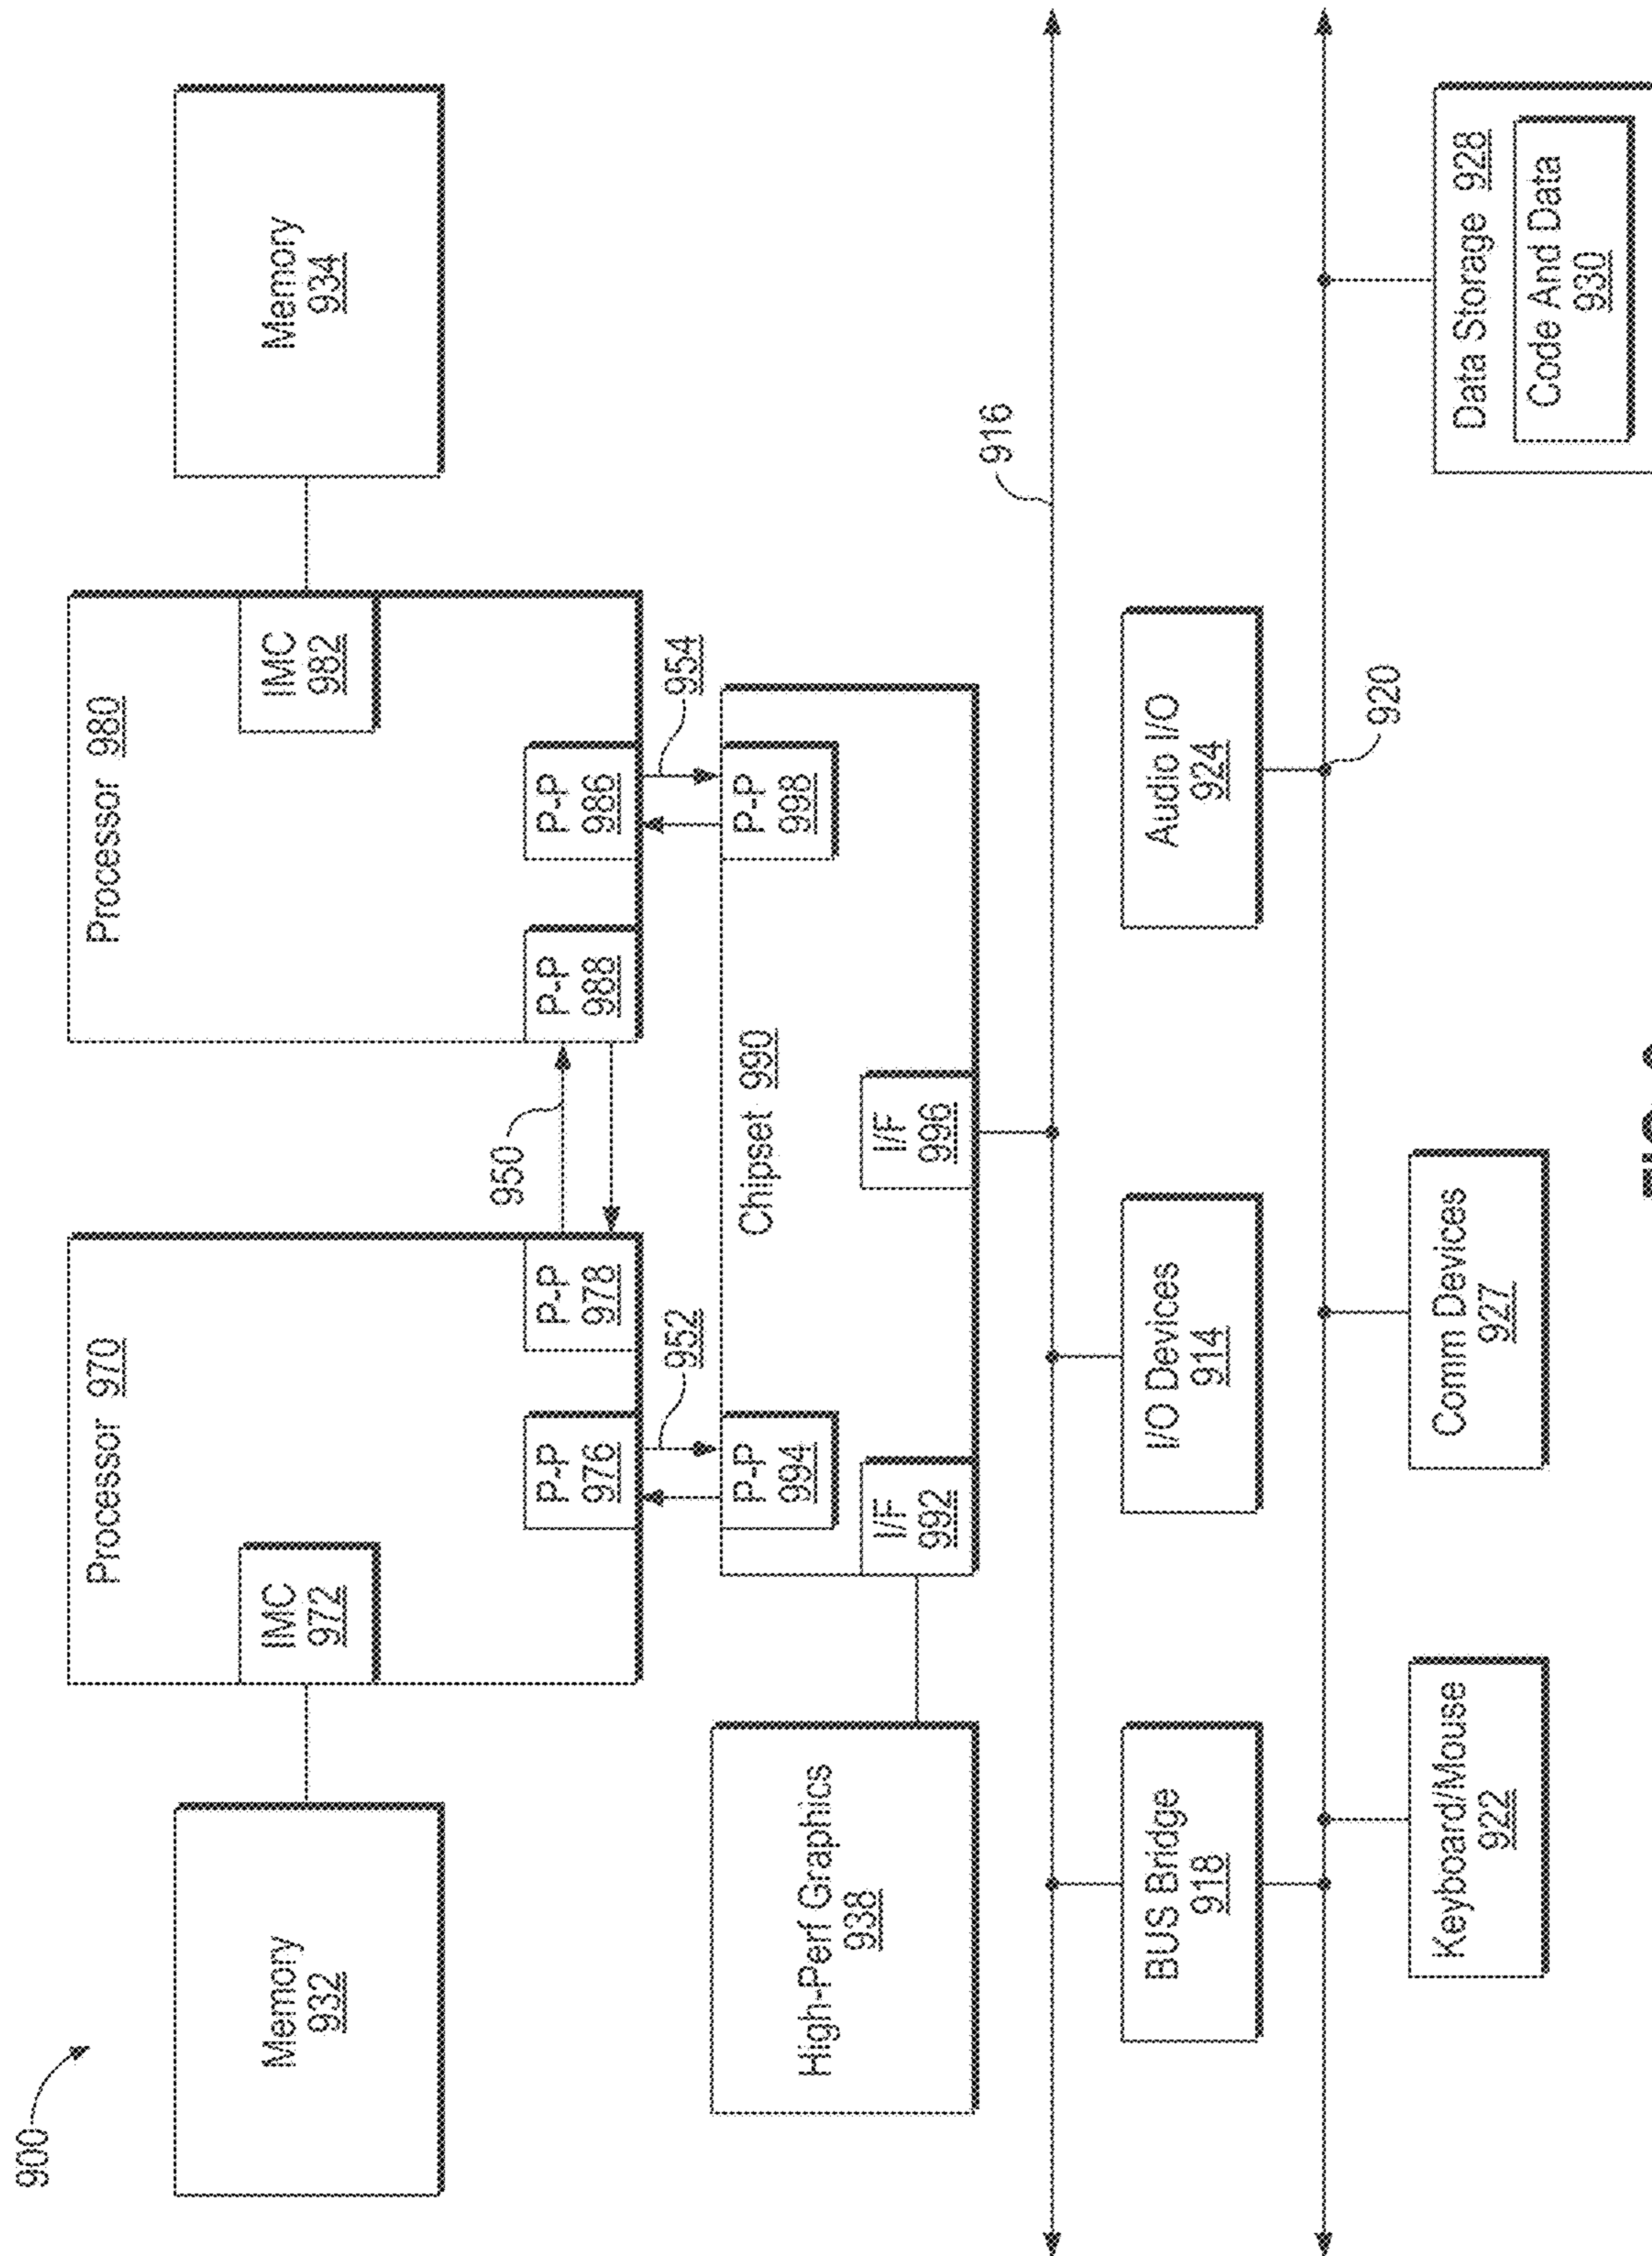 900
Memory
932
Processor 970
IMC
972
P-P
976
P-P
978
950
Processor 980
IMC
982
P-P
988
P-P
986
Memory
934
952
954
High-Perf Graphics
938
Chipset 990
P-P
994
P-P
998
I/F
992
I/F
996
916
BUS Bridge
918
I/O Devices
914
Audio I/O
924
920
Keyboard/Mouse
922
Comm Devices
927
Data Storage 928
Code And Data
930